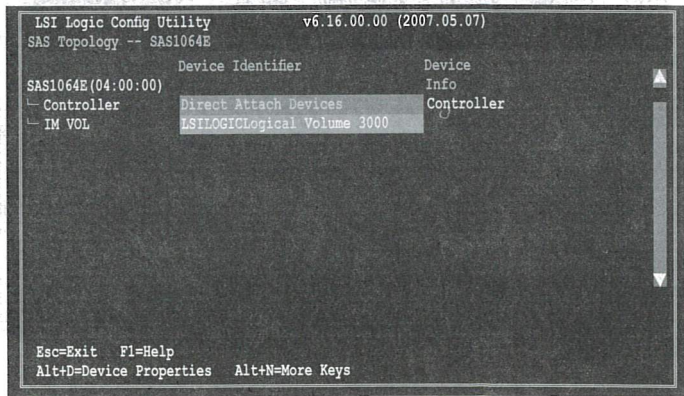 LSI Logic Config Utility v6.16.00.00 (2007.05.07)
SAS Topology -- SAS1064E
Device Identifier Device
SAS1064E(04:00:00) Info
Controller Direct Attach Devices Controller
IM VOL LSILOGICLogical Volume 3000
Esc=Exit F1=Help
Alt+D=Device Properties Alt+N=More Keys